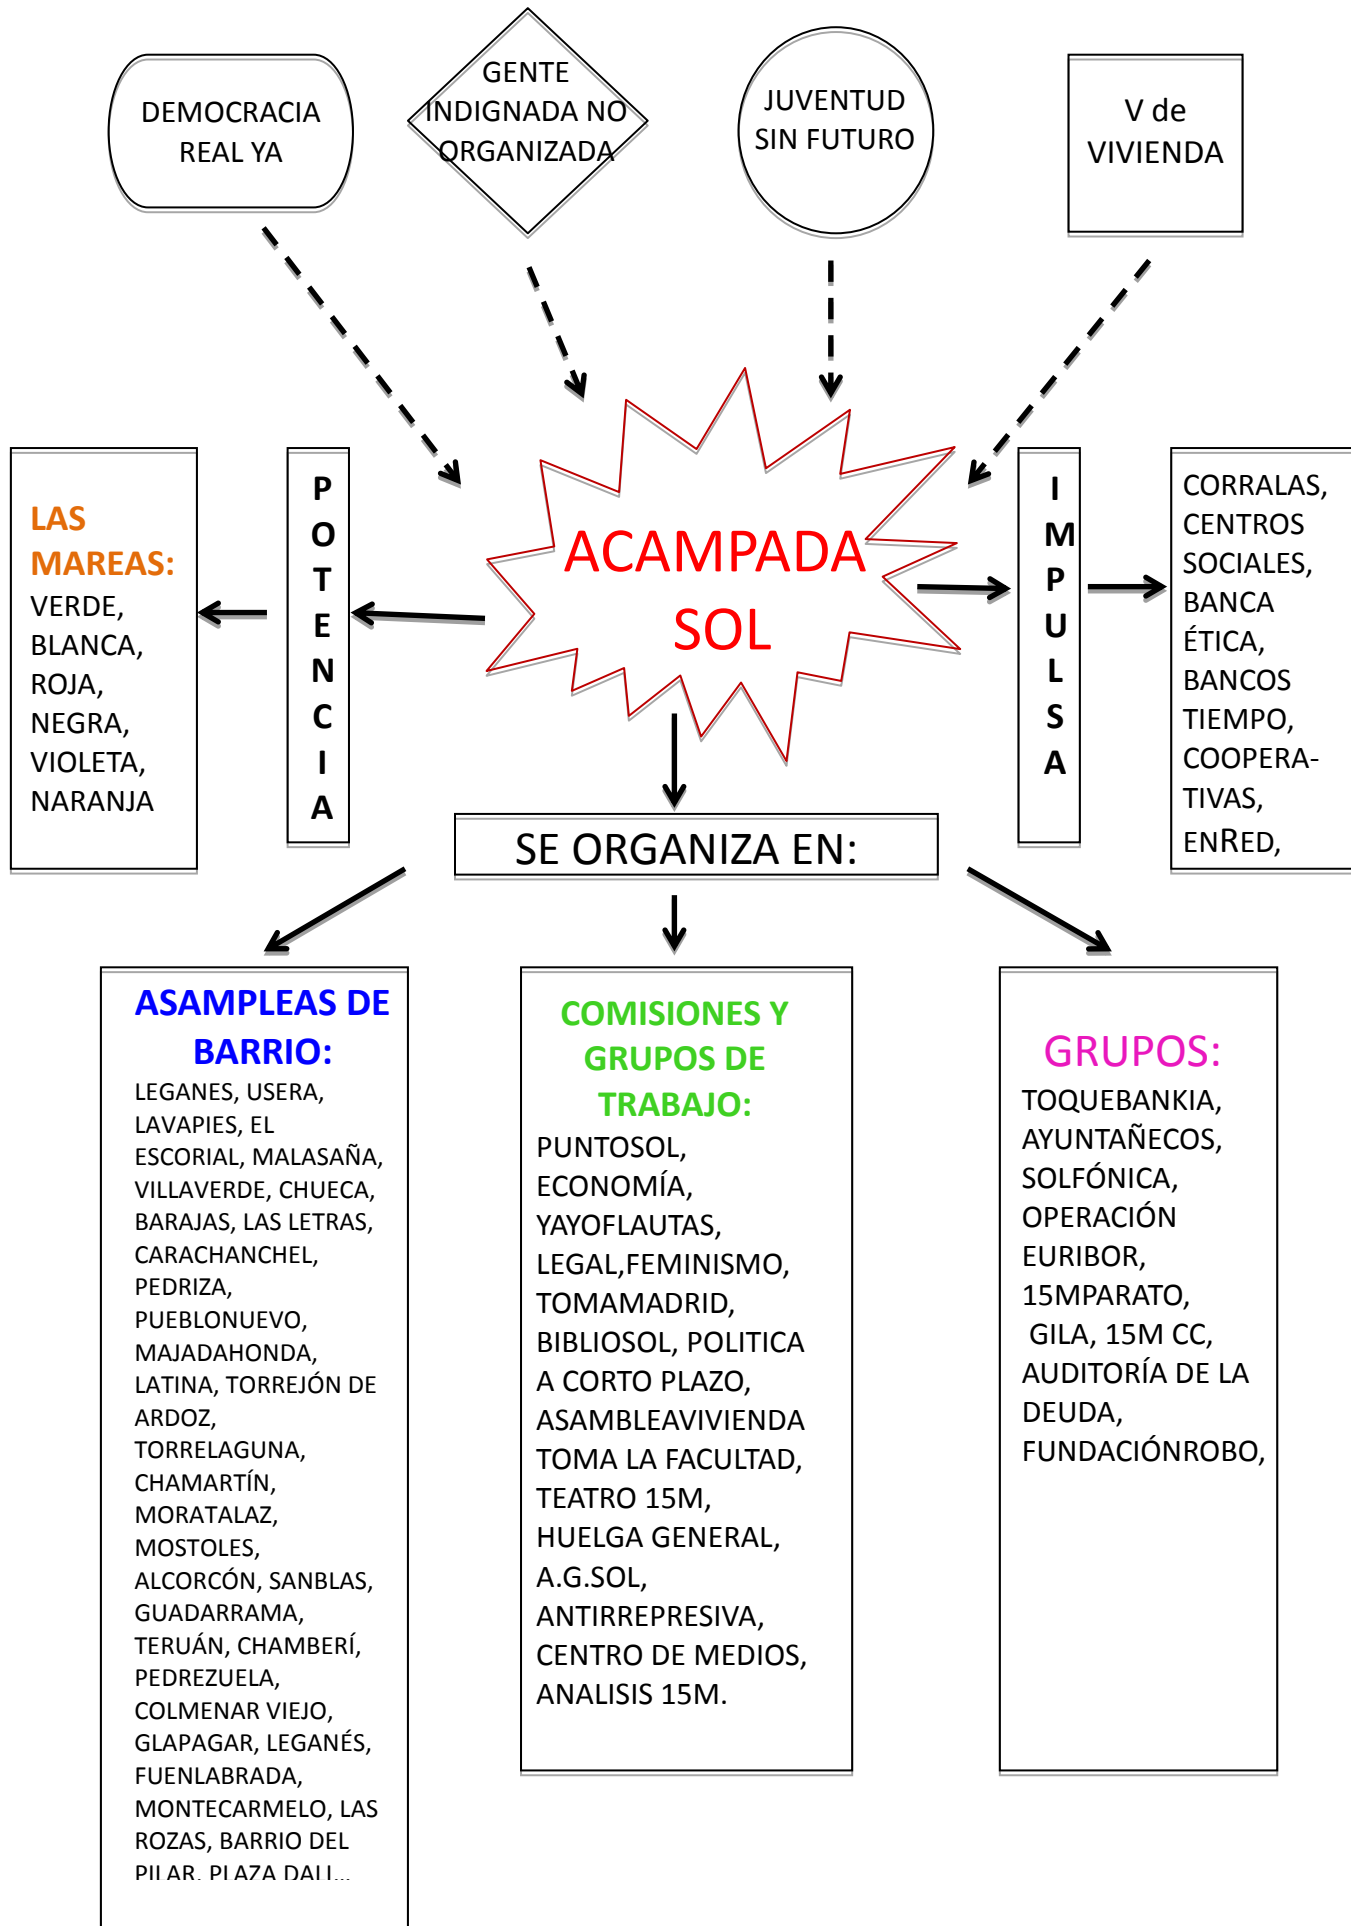 DEMOCRACIA
REAL YA
GENTE
INDIGNADA NO
ORGANIZADA
JUVENTUD
SIN FUTURO
V de
VIVIENDA
LAS
MAREAS:
VERDE,
BLANCA,
ROJA,
NEGRA,
VIOLETA,
NARANJA
P
O
T
E
N
C
I
A
ACAMPADA
SOL
I
M
P
U
L
S
A
CORRALAS,
CENTROS
SOCIALES,
BANCA
ÉTICA,
BANCOS
TIEMPO,
COOPERA-
TIVAS,
ENRED,
SE ORGANIZA EN:
ASAMPLEAS DE
BARRIO:
LEGANES, USERA,
LAVAPIES, EL
ESCORIAL, MALASAÑA,
VILLAVERDE, CHUECA,
BARAJAS, LAS LETRAS,
CARACHANCHEL,
PEDRIZA,
PUEBLONUEVO,
MAJADAHONDA,
LATINA, TORREJÓN DE
ARDOZ,
TORRELAGUNA,
CHAMARTÍN,
MORATALAZ,
MOSTOLES,
ALCORCÓN, SANBLAS,
GUADARRAMA,
TERUÁN, CHAMBERÍ,
PEDREZUELA,
COLMENAR VIEJO,
GLAPAGAR, LEGANÉS,
FUENLABRADA,
MONTECARMELO, LAS
ROZAS, BARRIO DEL
PILAR, PLAZA DALI...
COMISIONES Y
GRUPOS DE
TRABAJO:
PUNTOSOL,
ECONOMÍA,
YAYOFLAUTAS,
LEGAL,FEMINISMO,
TOMAMADRID,
BIBLIOSOL, POLITICA
A CORTO PLAZO,
ASAMBLEAVIVIENDA
TOMA LA FACULTAD,
TEATRO 15M,
HUELGA GENERAL,
A.G.SOL,
ANTIRREPRESIVA,
CENTRO DE MEDIOS,
ANALISIS 15M.
GRUPOS:
TOQUEBANKIA,
AYUNTAÑECOS,
SOLFÓNICA,
OPERACIÓN
EURIBOR,
15MPARATO,
GILA, 15M CC,
AUDITORÍA DE LA
DEUDA,
FUNDACIÓNROBO,